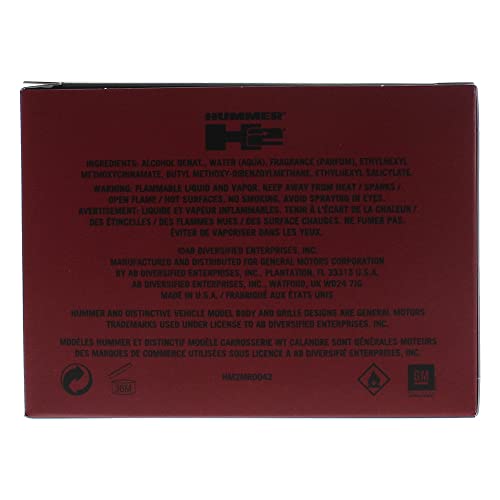 HUMMER
H2
INGREDIENTS: ALCOHOL DENAT., WATER (AQUA), FRAGRANCE (PARFUM), ETHYLHEXYL
METHOXYCINNAMATE, BUTYL METHOXY-DIBENZOYLMETHANE, ETHYLHEXYL SALICYLATE.
WARNING: FLAMMABLE LIQUID AND VAPOR. KEEP AWAY FROM HEAT / SPARKS /
OPEN FLAME / HOT SURFACES. NO SMOKING. AVOID SPRAYING IN EYES.
AVERTISEMENT: LIQUIDE ET VAPEUR INFLAMMABLES. TENIR À L'ÉCART DE LA CHALEUR /
DES ÉTINCELLES / DES FLAMMES NUES / DES SURFACE CHAUDES. NE FUMER PAS.
ÉVITER DE VAPORISER DANS LES YEUX.
©AB DIVERSIFIED ENTERPRISES, INC.
MANUFACTURED AND DISTRIBUTED FOR GENERAL MOTORS CORPORATION
BY AB DIVERSIFIED ENTERPRISES, INC., PLANTATION, FL 33313 U.S.A.
AB DIVERSIFIED ENTERPRISES, INC., WATFORD, UK WD24 7JG
MADE IN U.S.A. / FRABRIQUÉ AUX ÉTATS UNIS
HUMMER AND DISTINCTIVE VEHICLE MODEL BODY AND GRILLE DESIGNS ARE GENERAL MOTORS
TRADEMARKS USED UNDER LICENSE TO AB DIVERSIFIED ENTERPRISES, INC.
MODÈLES HUMMER ET DISTINCTIF MODÈLE CARROSSERIE WT CALANDRE SONT GÉNÉRALES MOTEURS
DES MARQUES DE COMMERCE UTILISÉES SOUS LICENCE A AB DIVERSIFIÉ ENTERPRISES, INC.
36M
HM2MR0042
GM